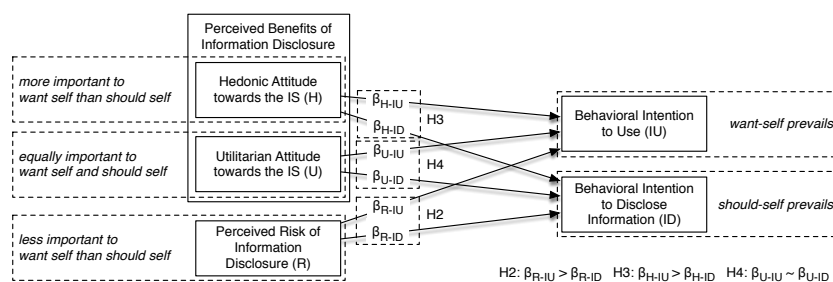 Perceived Benefits of
Information Disclosure
more important to
want self than should self
Hedonic Attitude
towards the IS (H)
βH-IU
βH-ID
H3
Behavioral Intention
to Use (IU)
want-self prevails
equally important to
want self and should self
Utilitarian Attitude
towards the IS (U)
βU-IU
βU-ID
H4
less important to
want self than should self
Perceived Risk of
Information
Disclosure (R)
βR-IU
βR-ID
H2
Behavioral Intention
to Disclose
Information (ID)
should-self prevails
H2: βR-IU > βR-ID H3: βH-IU > βH-ID H4: βU-IU ~ βU-ID